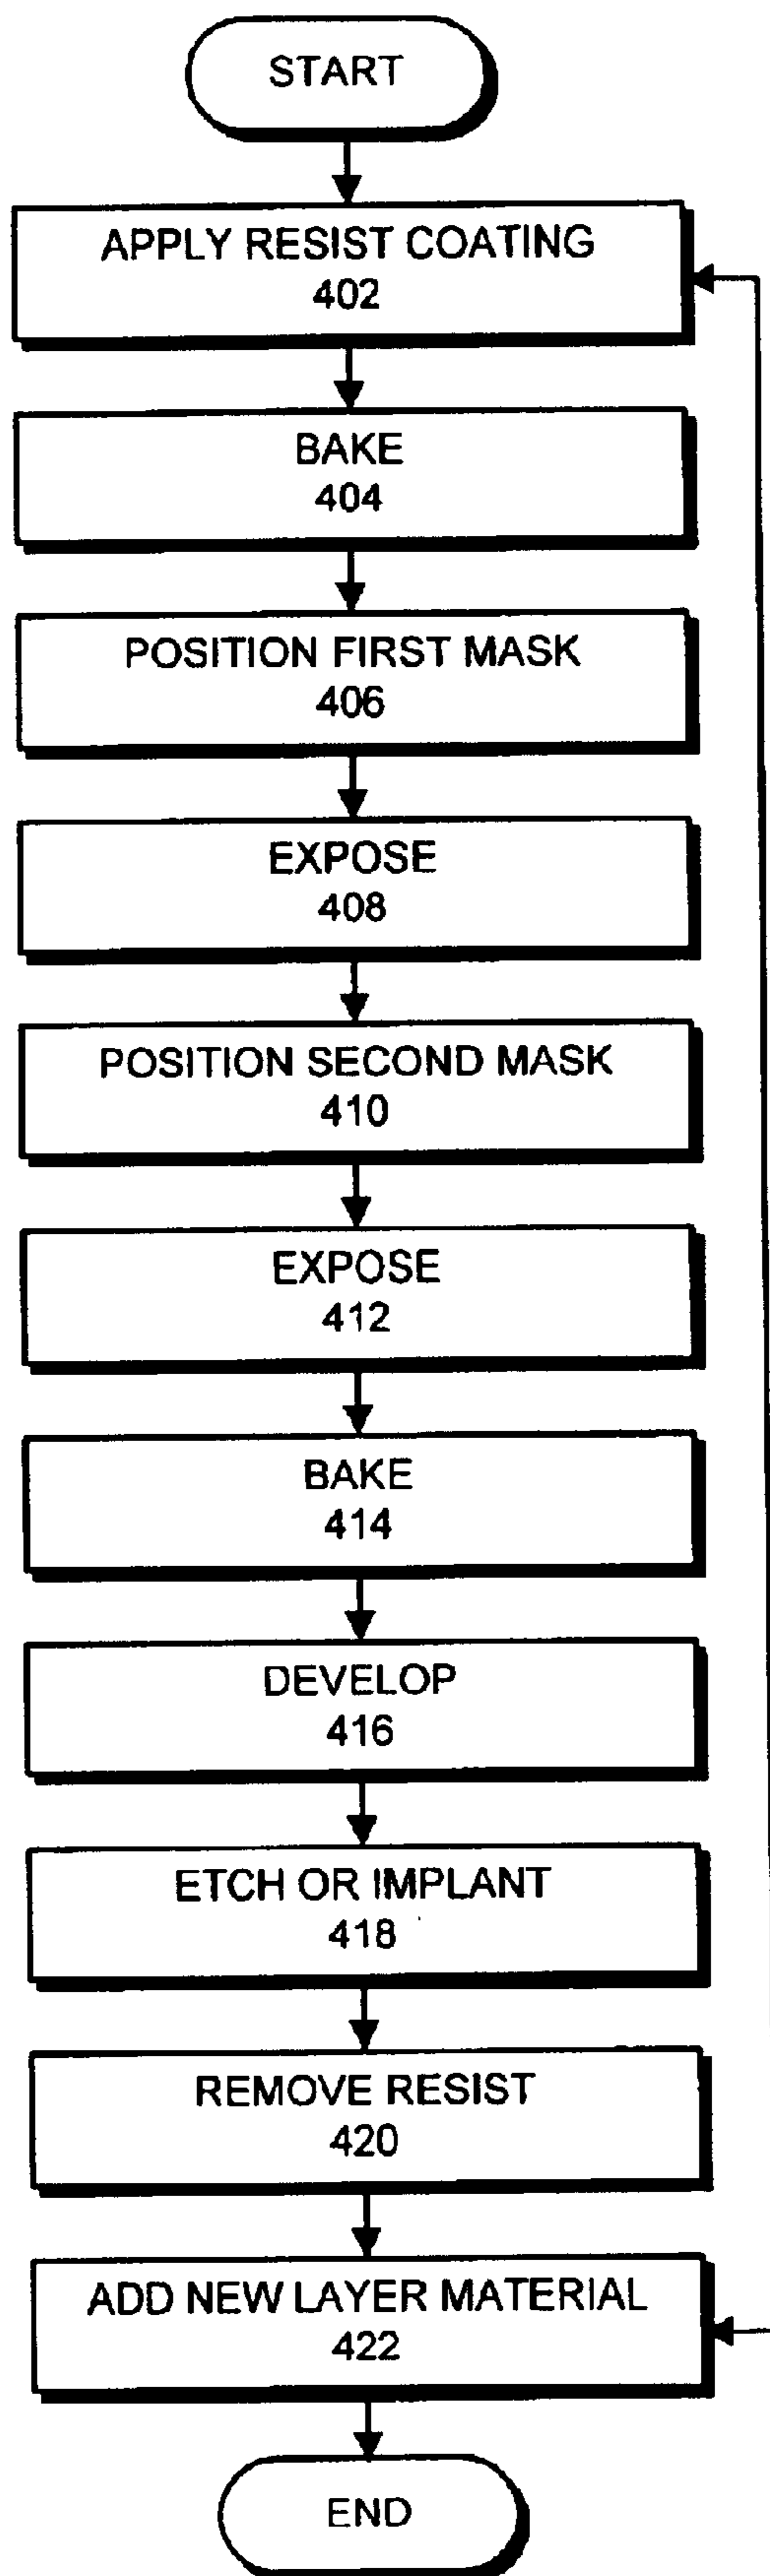 START
APPLY RESIST COATING
402
BAKE
404
POSITION FIRST MASK
406
EXPOSE
408
POSITION SECOND MASK
410
EXPOSE
412
BAKE
414
DEVELOP
416
ETCH OR IMPLANT
418
REMOVE RESIST
420
ADD NEW LAYER MATERIAL
422
END